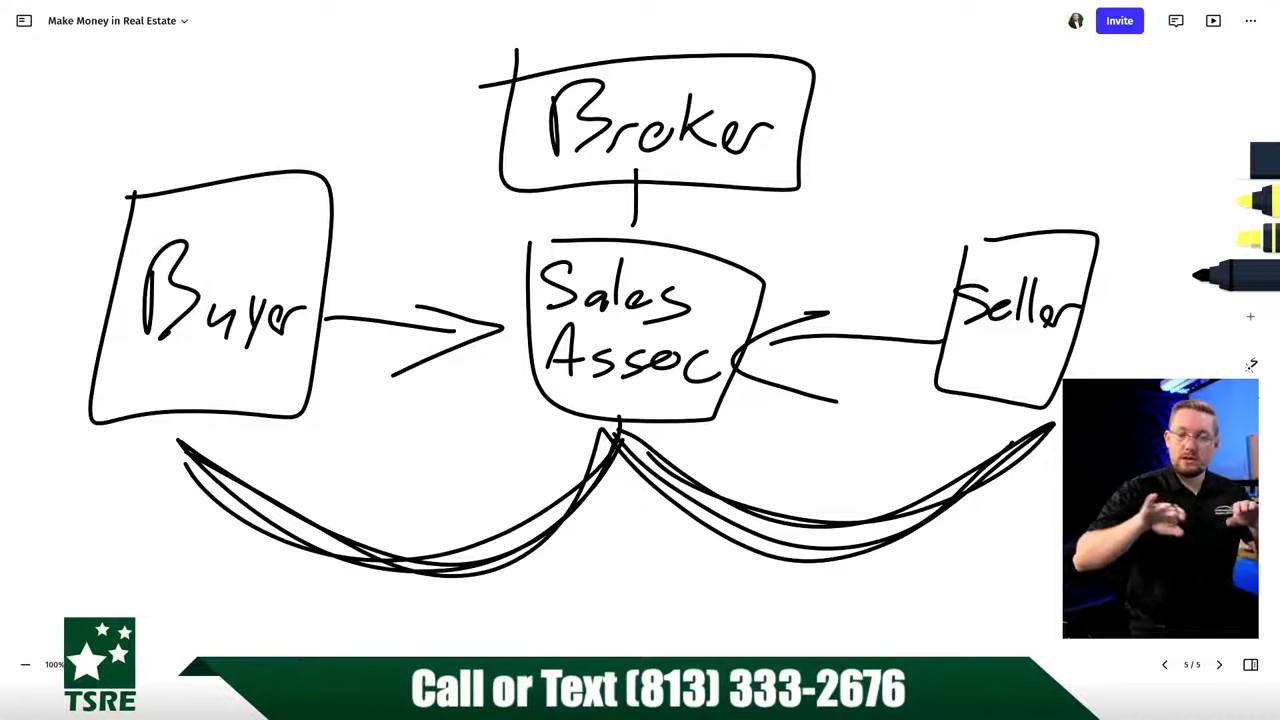 Make Money in Real Estate
Invite
Broker
Buyer
Sales
Assoc
Seller
100%
TSRE
Call or Text (813) 333-2676
5/5